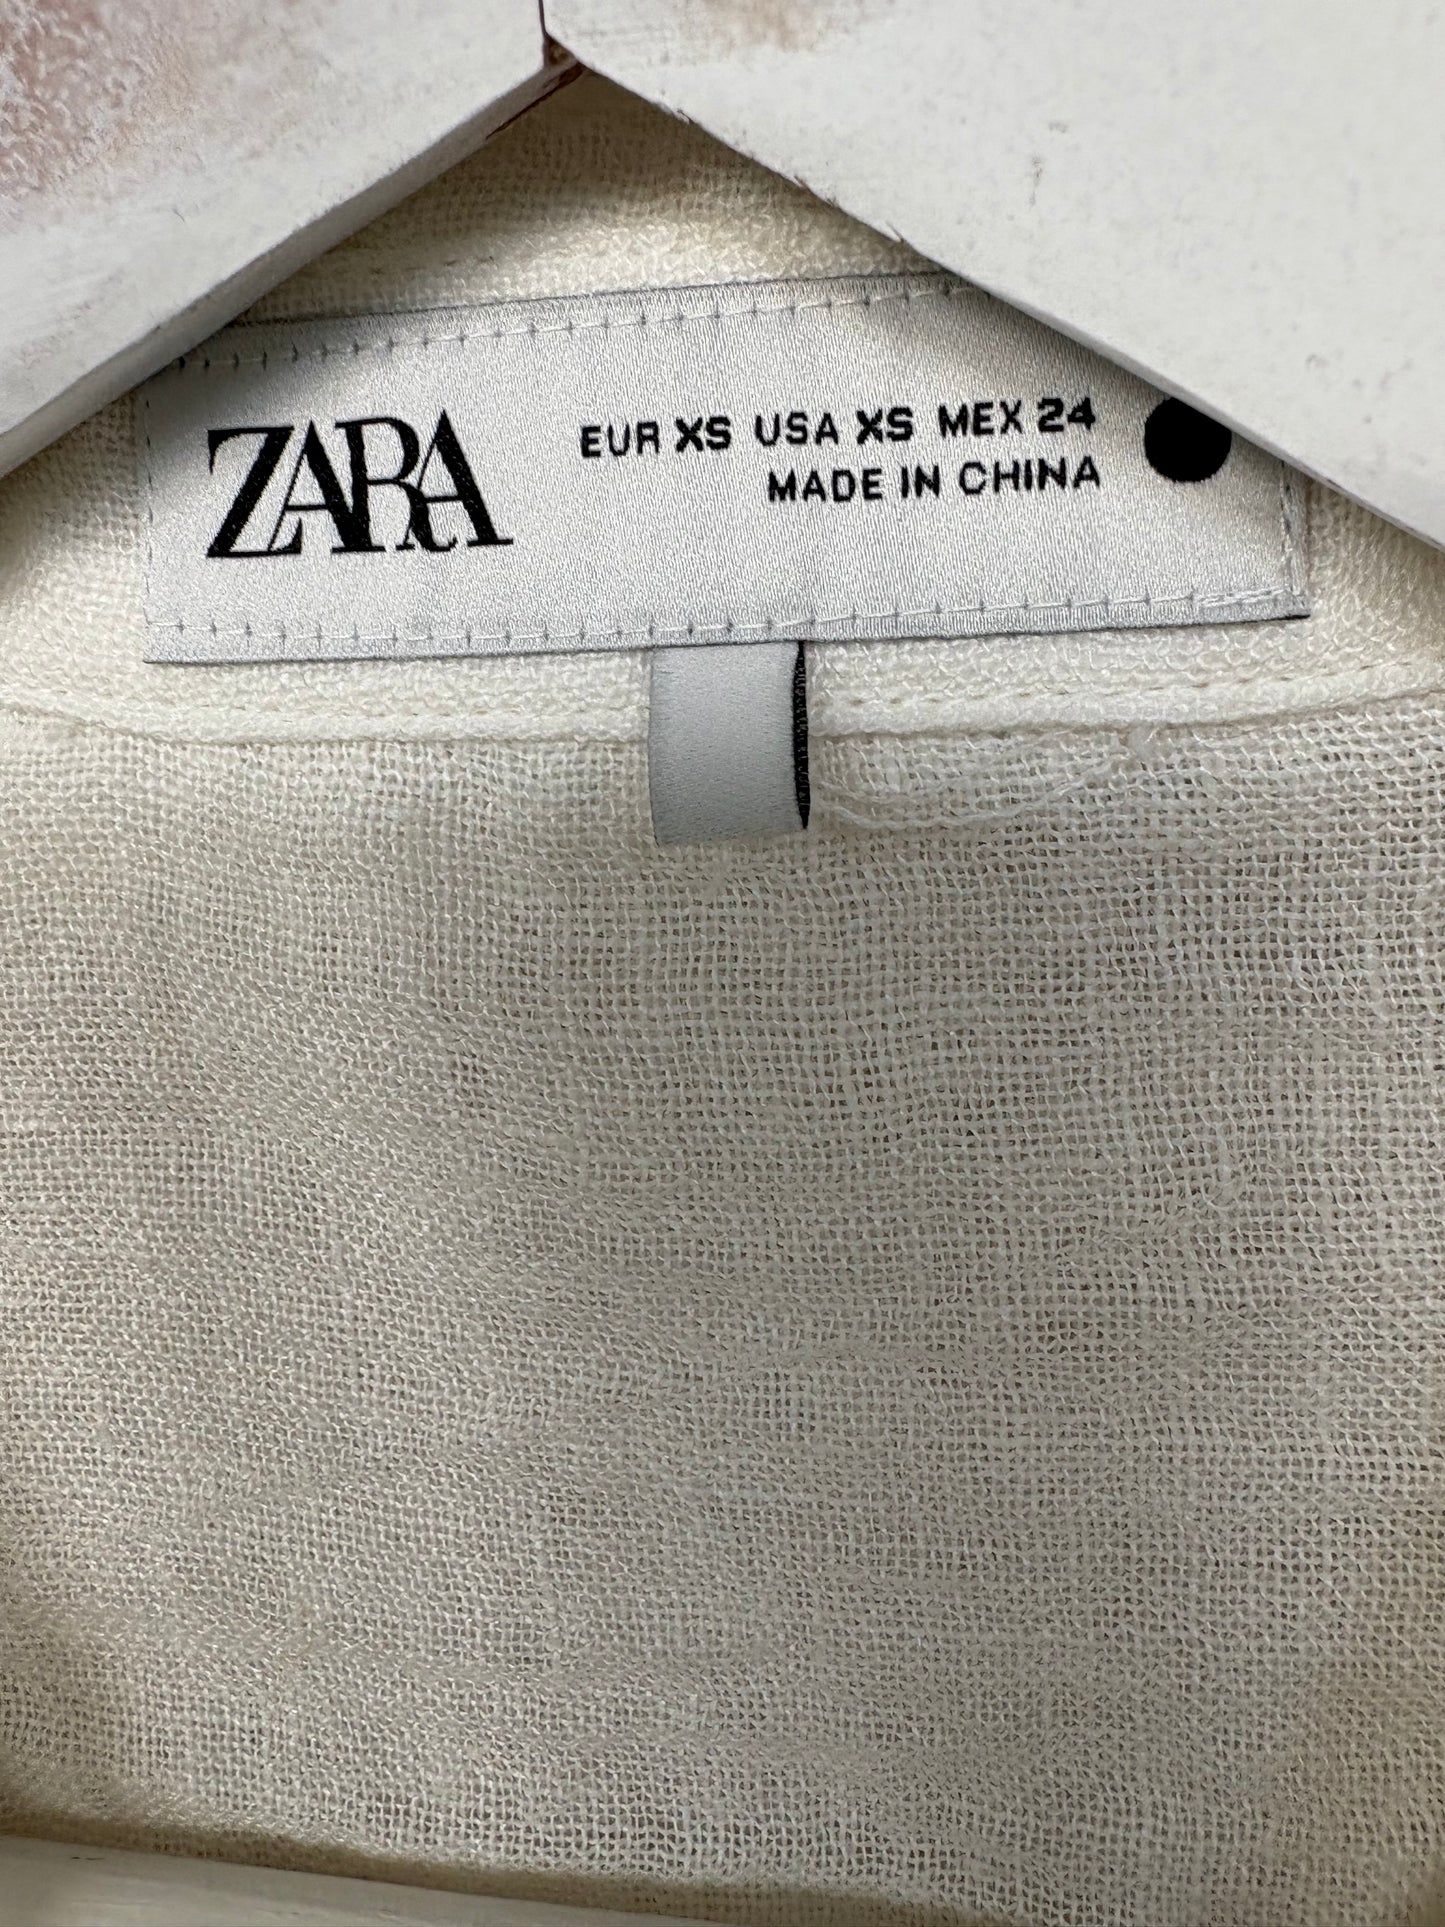 ZARA
EUR XS USA XS MEX 24
MADE IN CHINA